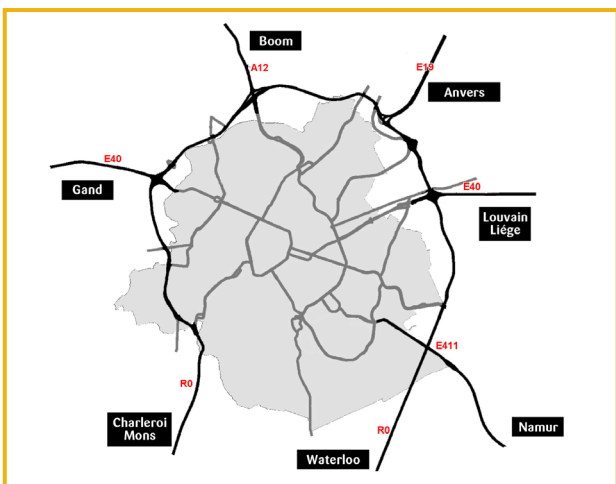 Boom
A12
E19
Anvers
E40
Gand
E40
Louvain
Liége
E411
R0
Charleroi
Mons
R0
Namur
Waterloo